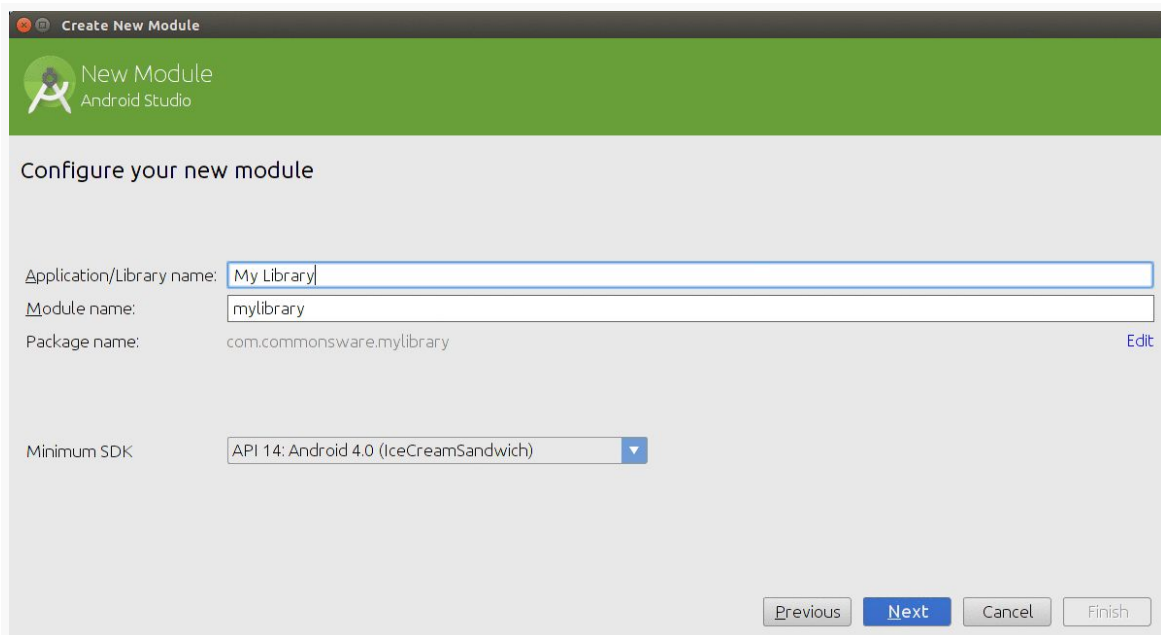 Create New Module
New Module
Android Studio
Configure your new module
Application/Library name: My Library
Module name: mylibrary
Package name: com.commonsware.mylibrary Edit
Minimum SDK API 14: Android 4.0 (IceCreamSandwich)
Previous Next Cancel Finish